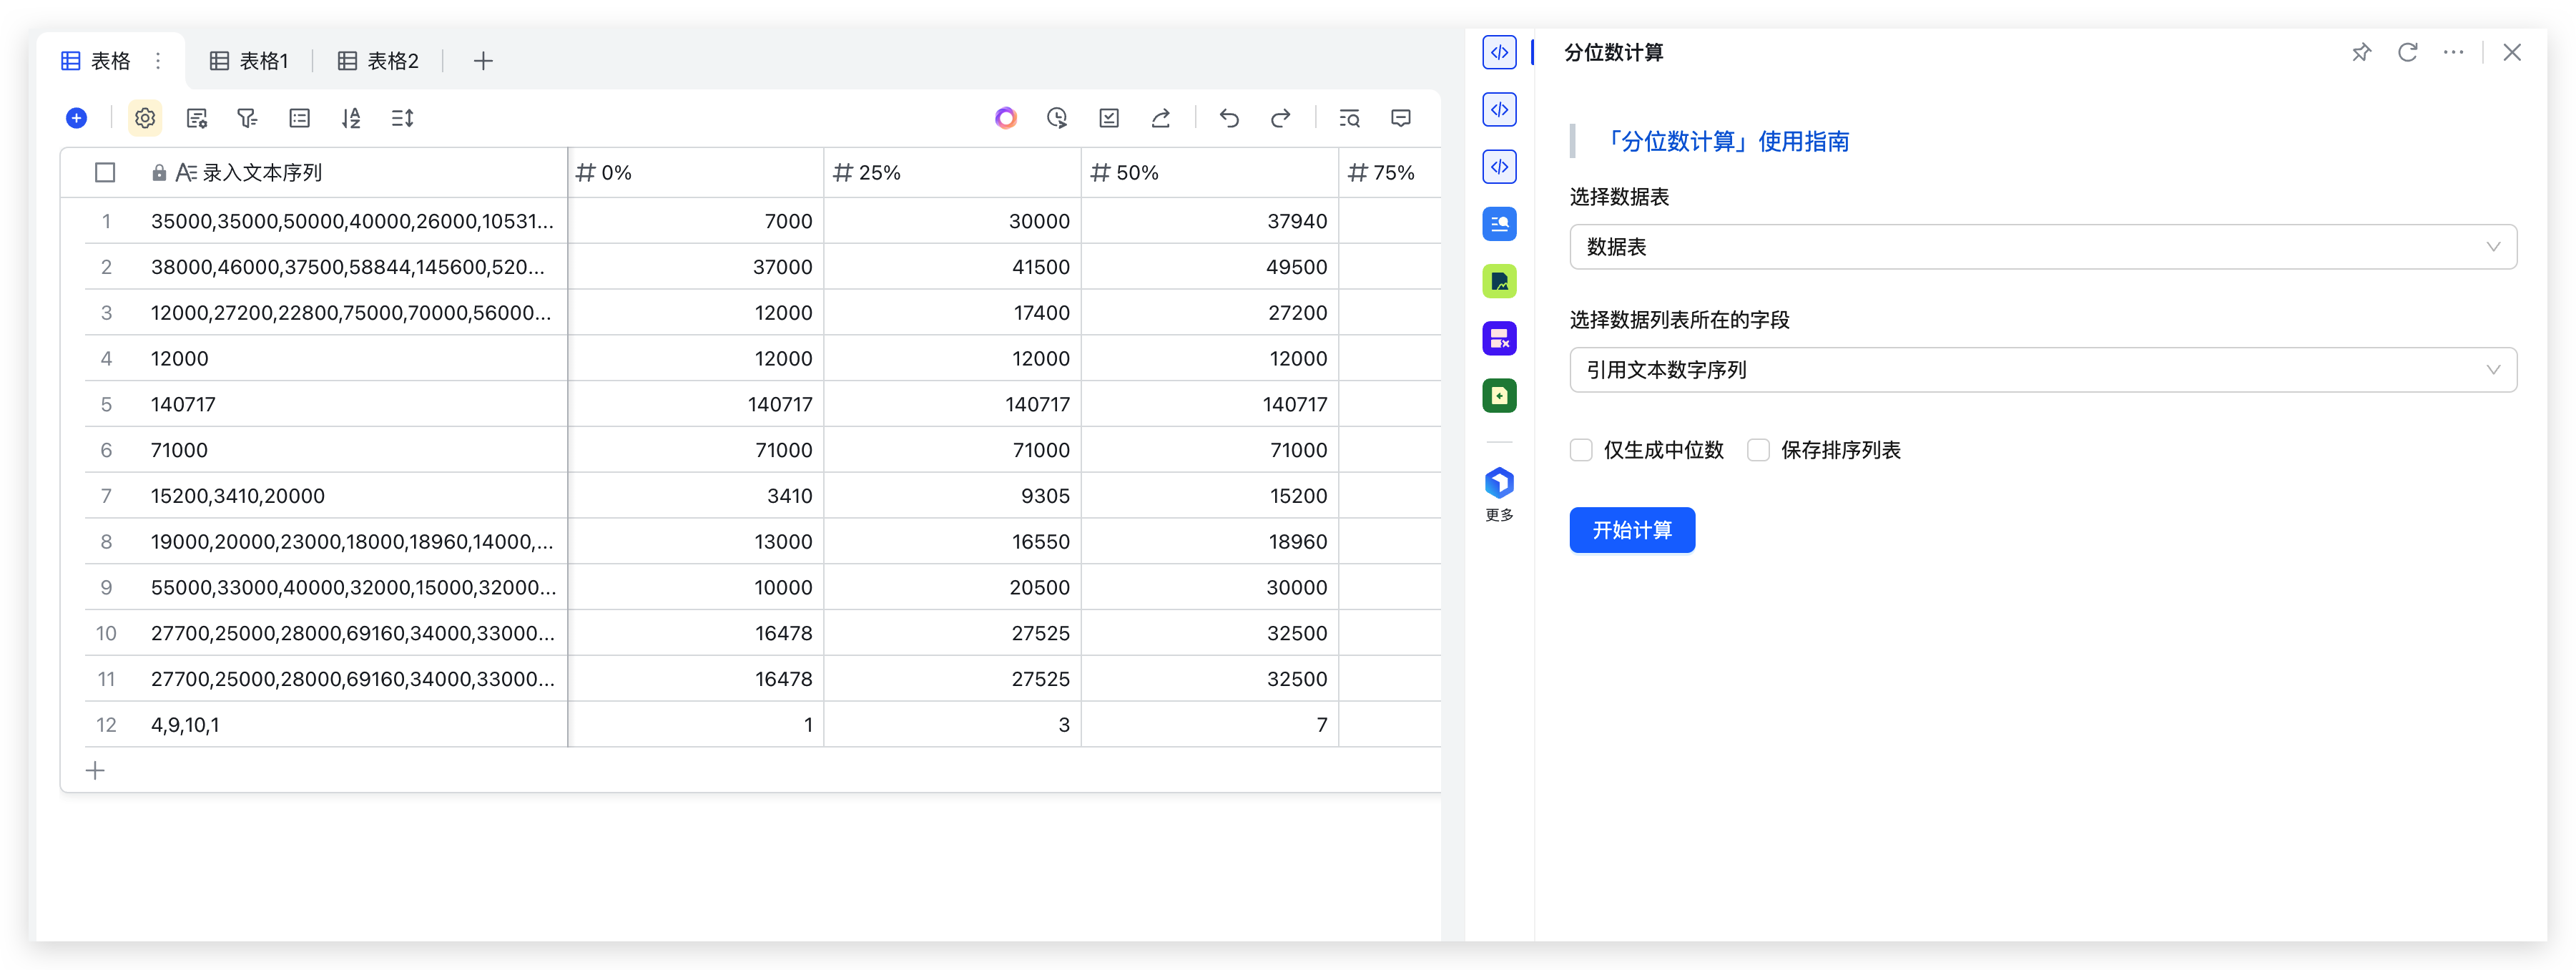 表格 表格1 表格2
录入文本序列 0% 25% 50% 75%
1 35000,35000,50000,40000,26000,10531... 7000 30000 37940
2 38000,46000,37500,58844,145600,520... 37000 41500 49500
3 12000,27200,22800,75000,70000,56000... 12000 17400 27200
4 12000 12000 12000 12000
5 140717 140717 140717 140717
6 71000 71000 71000 71000
7 15200,3410,20000 3410 9305 15200
8 19000,20000,23000,18000,18960,14000,... 13000 16550 18960
9 55000,33000,40000,32000,15000,32000... 10000 20500 30000
10 27700,25000,28000,69160,34000,33000... 16478 27525 32500
11 27700,25000,28000,69160,34000,33000... 16478 27525 32500
12 4,9,10,1 1 3 7
更多
分位数计算
「分位数计算」使用指南
选择数据表
数据表
选择数据列表所在的字段
引用文本数字序列
仅生成中位数 保存排序列表
开始计算